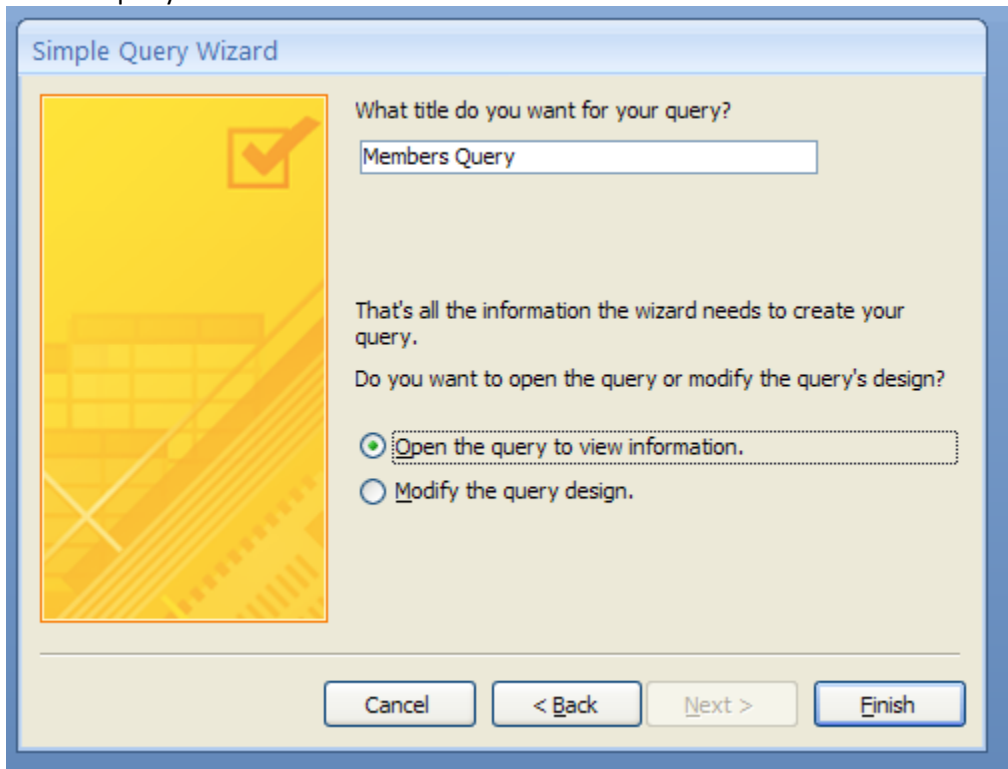 Simple Query Wizard
What title do you want for your query?
Members Query
That's all the information the wizard needs to create your
query.
Do you want to open the query or modify the query's design?
Open the query to view information.
Modify the query design.
Cancel
< Back
Next >
Finish